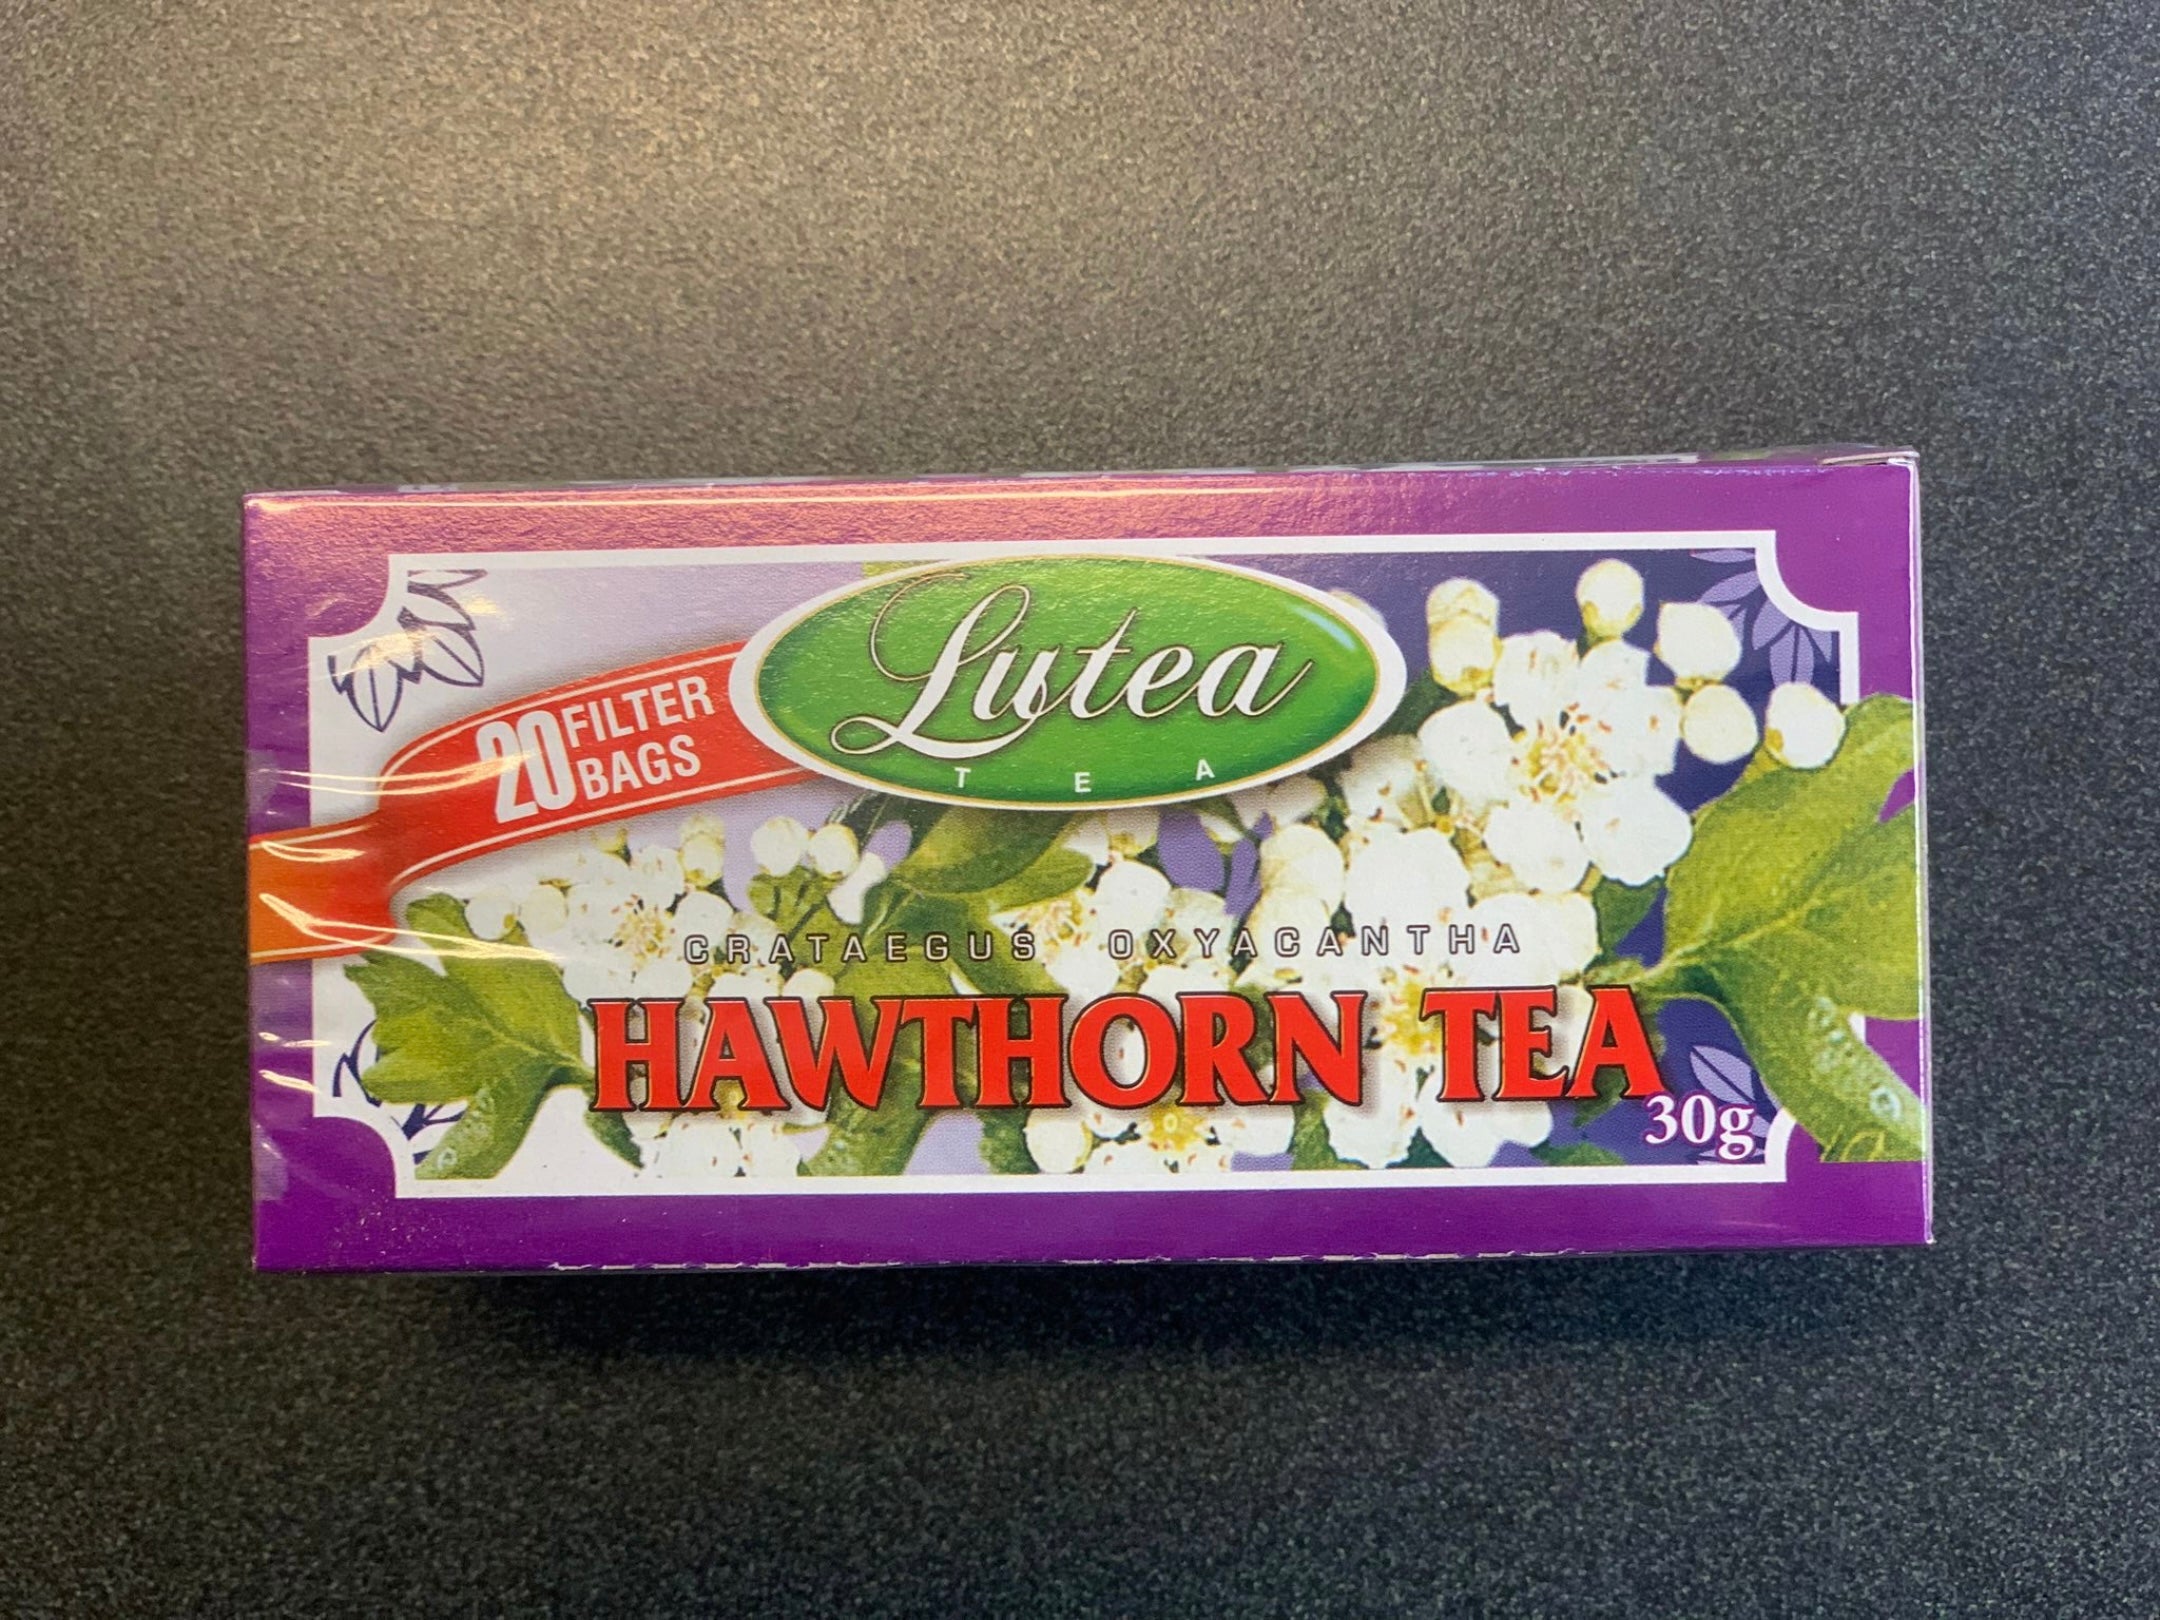 Lutea
TEA
20 FILTER
BAGS
CRATAEGUS OXYACANTHA
HAWTHORN TEA
30g